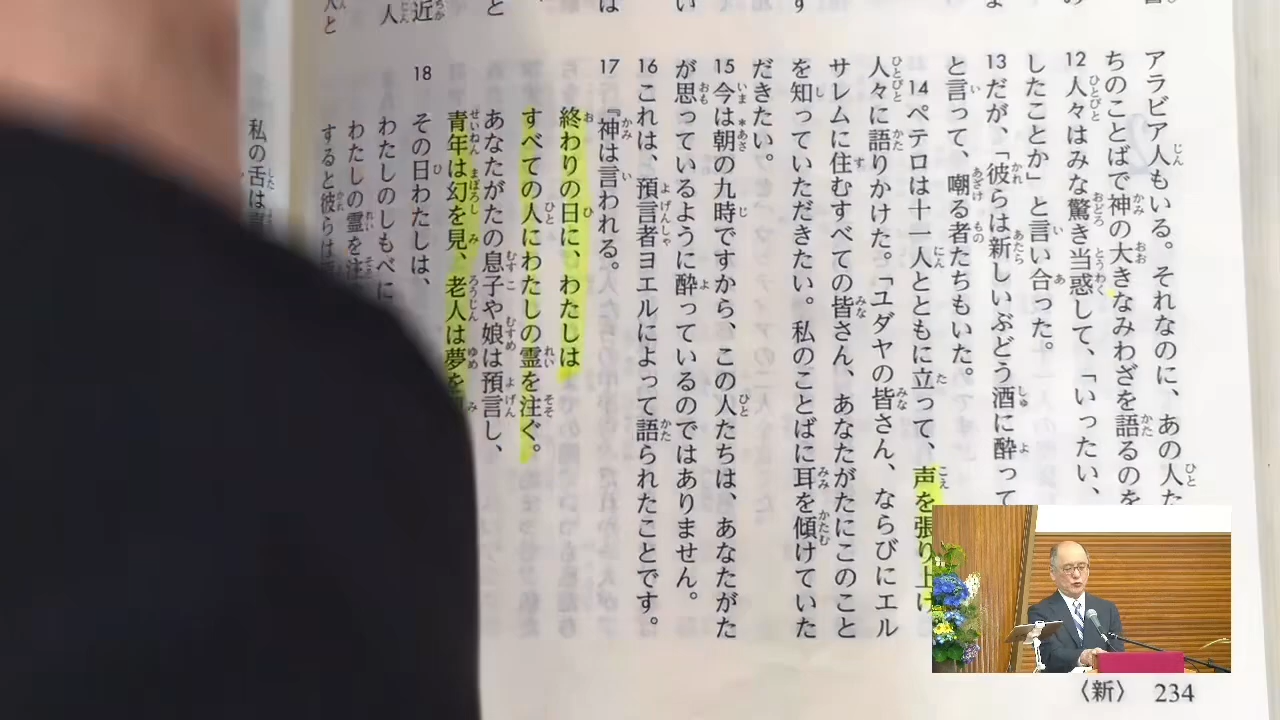 アラビア人もいる。それなのに、あの人た
ちのことばで神の大きなみわざを語るのを
12 人々はみな驚き当惑して、「いったい、
したことか」と言い合った。
13 だが、「彼らは新しいぶどう酒に酔って
と言って、嘲る者たちもいた。
14 ペテロは十一人とともに立って、声を張り上げ
人々に語りかけた。「ユダヤの皆さん、ならびにエル
サレムに住むすべての皆さん、あなたがたにこのこと
を知っていただきたい。私のことばに耳を傾けていた
だきたい。
15 今は朝の九時ですから、この人たちは、あなたがた
が思っているように酔っているのではありません。
16 これは、預言者ヨエルによって語られたことです。
17 『神は言われる。
終わりの日に、わたしは
すべての人にわたしの霊を注ぐ。
あなたがたの息子や娘は預言し、
青年は幻を見、老人は夢を
18 その日わたしは、
わたしのしもべに
わたしの霊を注
すると彼らは
私の舌は
〈新〉 234